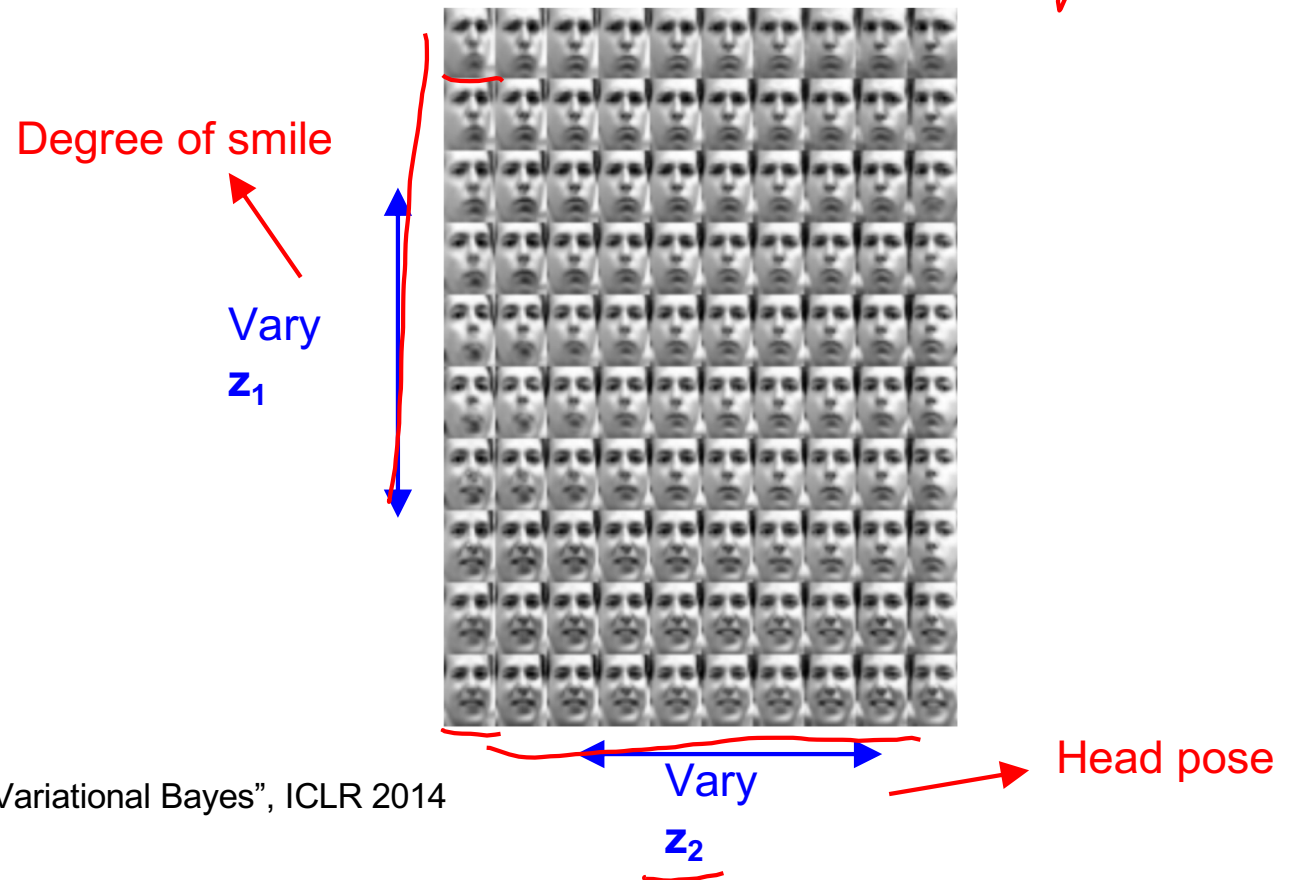 Degree of smile
Vary
z₁
Head pose
Vary
z₂
Variational Bayes”, ICLR 2014